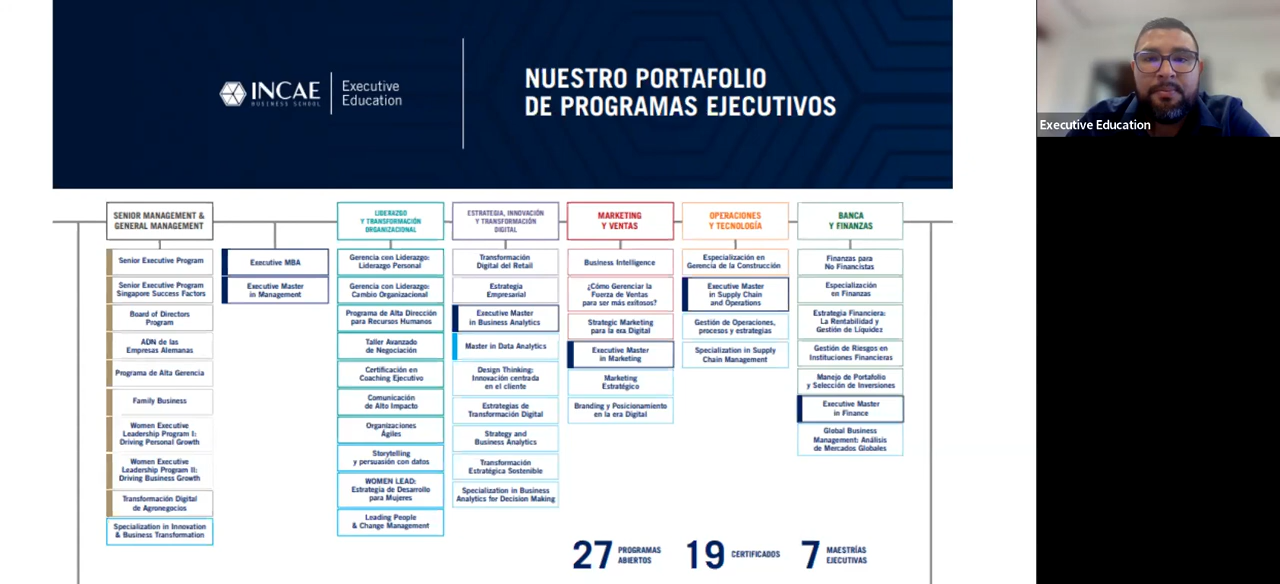 INCAE
BUSINESS SCHOOL
Executive
Education
NUESTRO PORTAFOLIO
DE PROGRAMAS EJECUTIVOS
Executive Education
SENIOR MANAGEMENT &
GENERAL MANAGEMENT
Senior Executive Program
Senior Executive Program
Singapore Success Factors
Board of Directors
Program
ADN de las
Empresas Alemanas
Programa de Alta Gerencia
Family Business
Women Executive
Leadership Program I:
Driving Personal Growth
Women Executive
Leadership Program II:
Driving Business Growth
Transformación Digital
de Agronegocios
Specialization in Innovation
& Business Transformation
Executive MBA
Executive Master
in Management
LIDERAZGO
Y TRANSFORMACIÓN
ORGANIZACIONAL
Gerencia con Liderazgo:
Liderazgo Personal
Gerencia con Liderazgo:
Cambio Organizacional
Programa de Alta Dirección
para Recursos Humanos
Taller Avanzado
de Negociación
Certificación en
Coaching Ejecutivo
Comunicación
de Alto Impacto
Organizaciones
Ágiles
Storytelling
y persuasión con datos
WOMEN LEAD:
Estrategia de Desarrollo
para Mujeres
Leading People
& Change Management
ESTRATEGIA, INNOVACIÓN
Y TRANSFORMACIÓN
DIGITAL
Transformación
Digital del Retail
Estrategia
Empresarial
Executive Master
in Business Analytics
Master in Data Analytics
Design Thinking:
Innovación centrada
en el cliente
Estrategias de
Transformación Digital
Strategy and
Business Analytics
Transformación
Estratégica Sostenible
Specialization in Business
Analytics for Decision Making
MARKETING
Y VENTAS
Business Intelligence
¿Cómo Gerenciar la
Fuerza de Ventas
para ser más exitosos?
Strategic Marketing
para la era Digital
Executive Master
in Marketing
Marketing
Estratégico
Branding y Posicionamiento
en la era Digital
OPERACIONES
Y TECNOLOGÍA
Especialización en
Gerencia de la Construcción
Executive Master
in Supply Chain
and Operations
Gestión de Operaciones,
procesos y estrategias
Specialization in Supply
Chain Management
BANCA
Y FINANZAS
Finanzas para
No Financistas
Especialización
en Finanzas
Estrategia Financiera:
La Rentabilidad y
Gestión de Liquidez
Gestión de Riesgos en
Instituciones Financieras
Manejo de Portafolio
y Selección de Inversiones
Executive Master
in Finance
Global Business
Management: Análisis
de Mercados Globales
27 PROGRAMAS
ABIERTOS
19 CERTIFICADOS
7 MAESTRÍAS
EJECUTIVAS